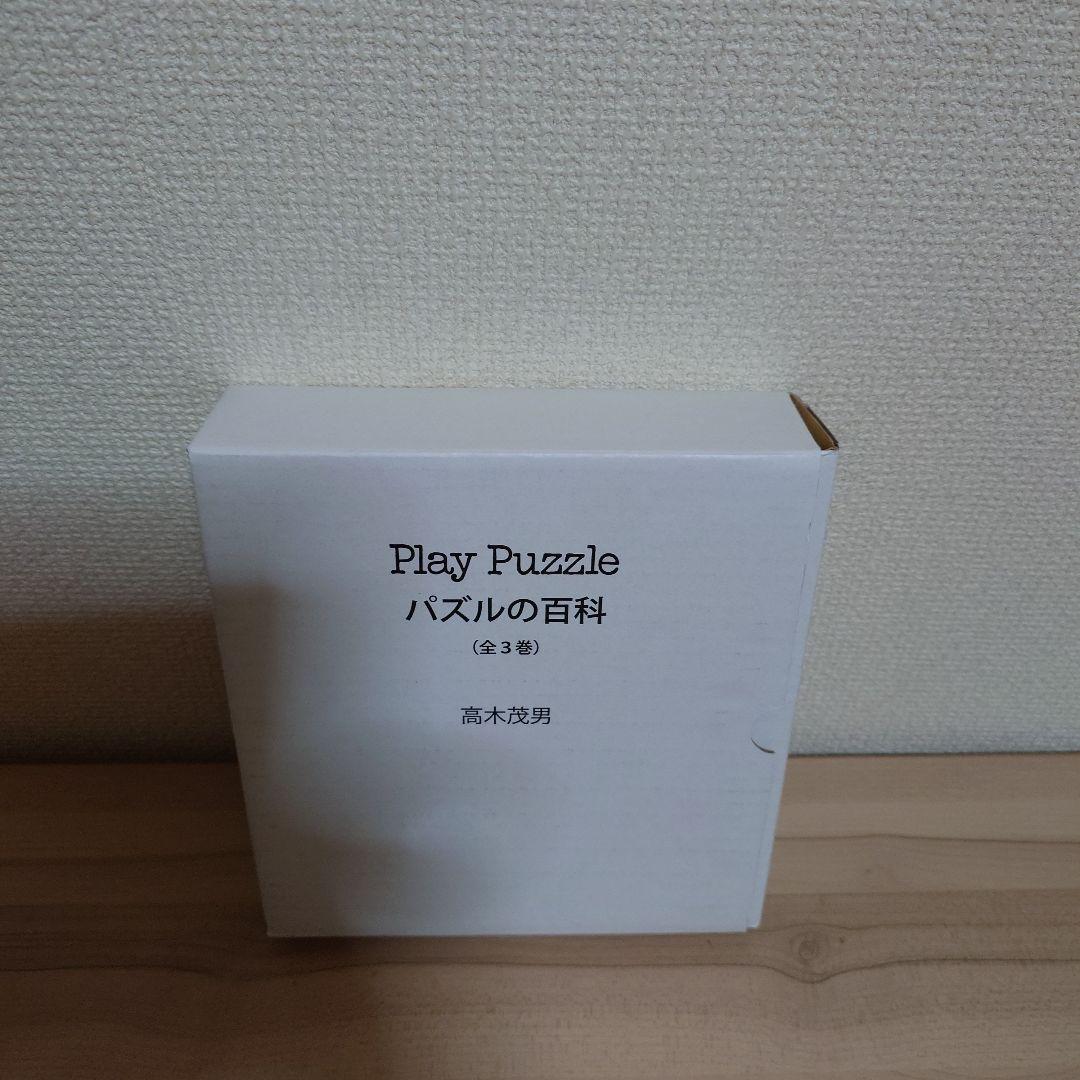 Play Puzzle
パズルの百科
（全３巻）
高木茂男